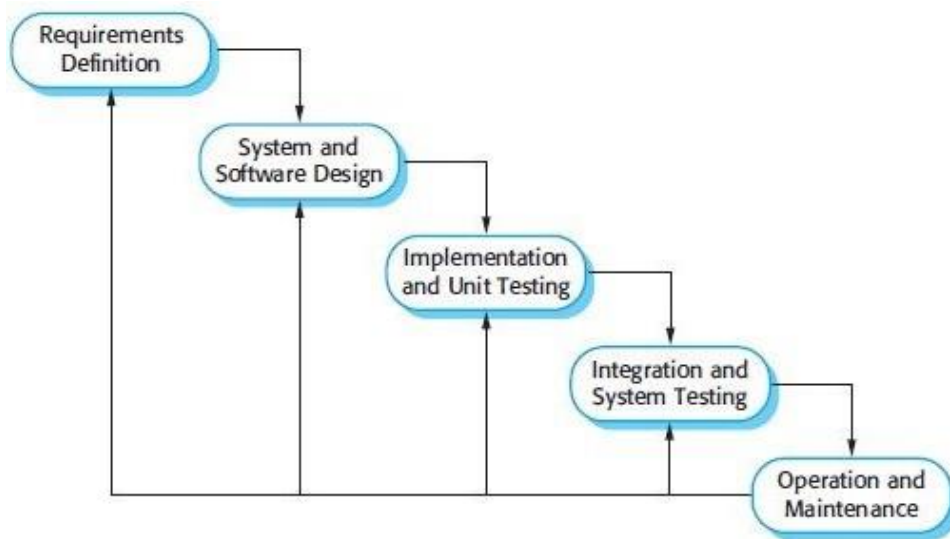 Requirements
Definition
System and
Software Design
Implementation
and Unit Testing
Integration and
System Testing
Operation and
Maintenance